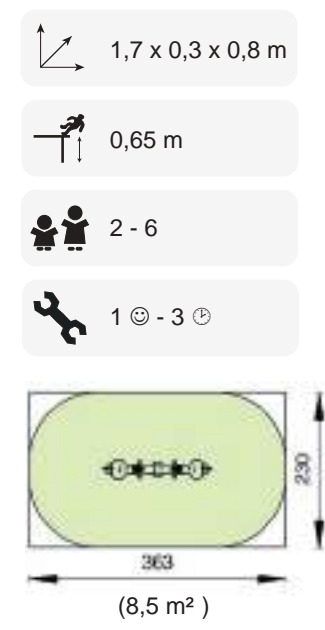 1,7 x 0,3 x 0,8 m
0,65 m
2 - 6
1 ☺ - 3 🕑
230
363
(8,5 m² )